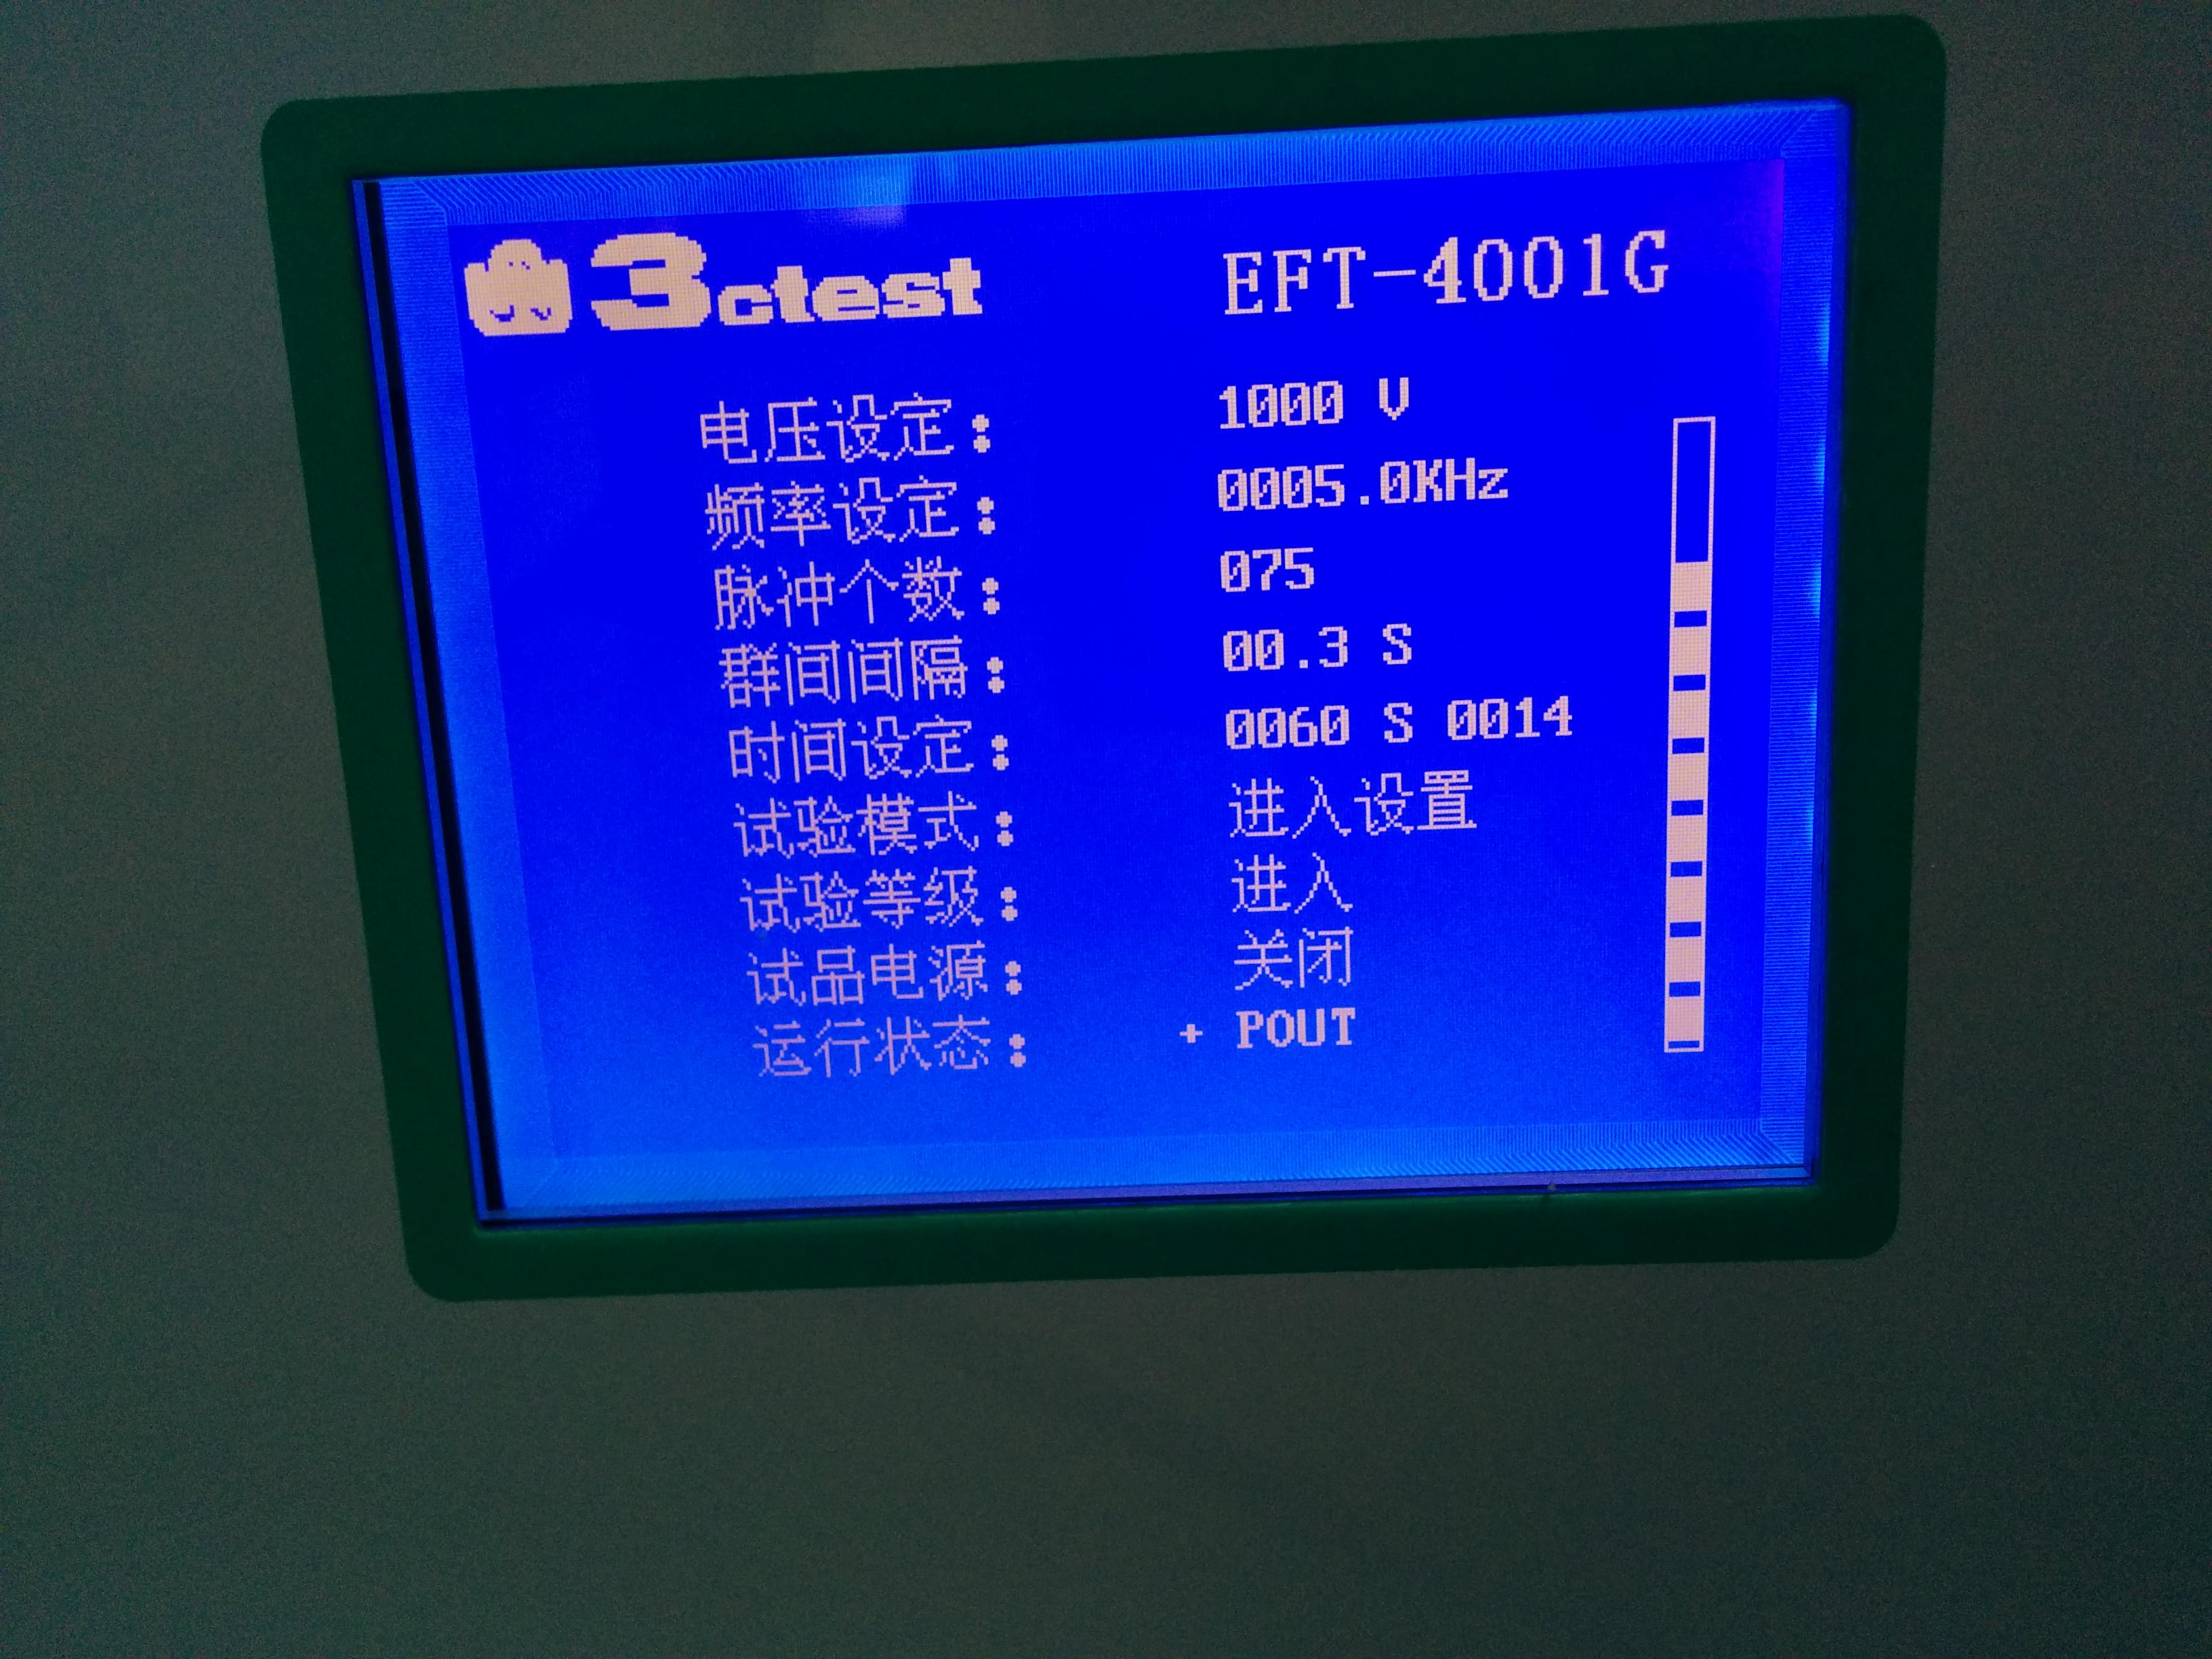 3ctest EFT-4001G
电压设定: 1000 V
频率设定: 0005.0KHz
脉冲个数: 075
群间间隔: 00.3 S
时间设定: 0060 S 0014
试验模式: 进入设置
试验等级: 进入
试品电源: 关闭
运行状态: + POUT